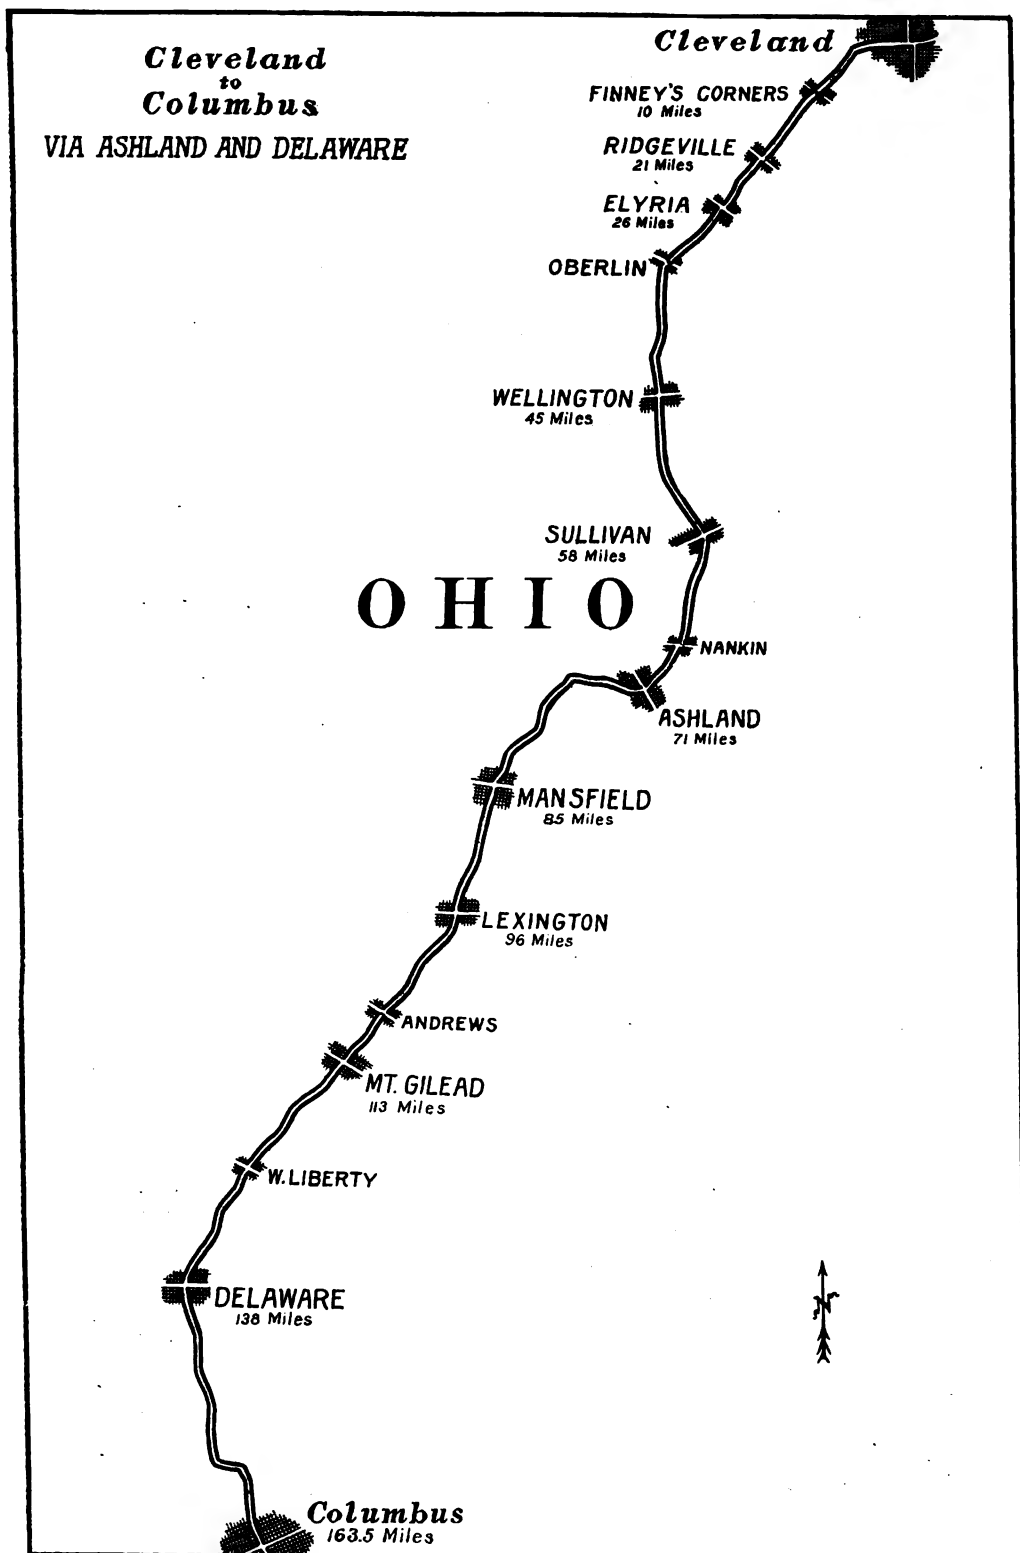 Cleveland
to
Columbus
VIA ASHLAND AND DELAWARE
Cleveland
FINNEY'S CORNERS
10 Miles
RIDGEVILLE
21 Miles
ELYRIA
26 Miles
OBERLIN
WELLINGTON
45 Miles
SULLIVAN
58 Miles
OHIO
NANKIN
ASHLAND
71 Miles
MANSFIELD
85 Miles
LEXINGTON
96 Miles
ANDREWS
MT. GILEAD
113 Miles
W. LIBERTY
DELAWARE
138 Miles
N
Columbus
163.5 Miles